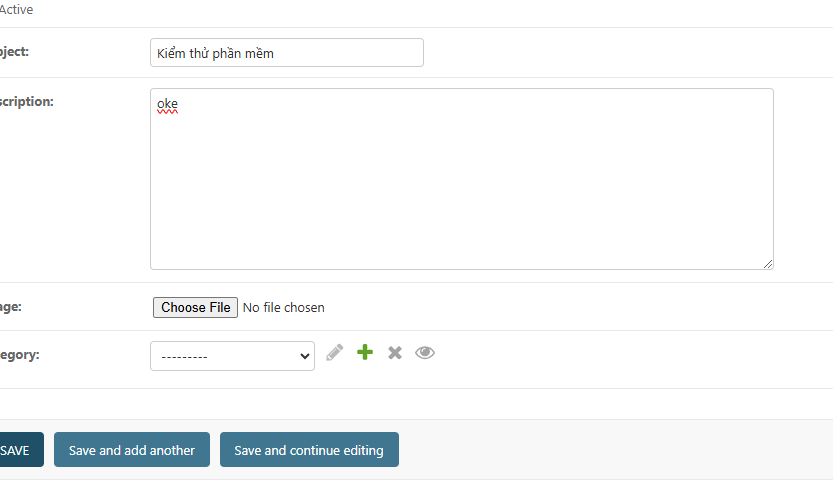 Active
bject: Kiểm thử phần mềm
scription: oke
age: Choose File No file chosen
egory: ---------
SAVE Save and add another Save and continue editing